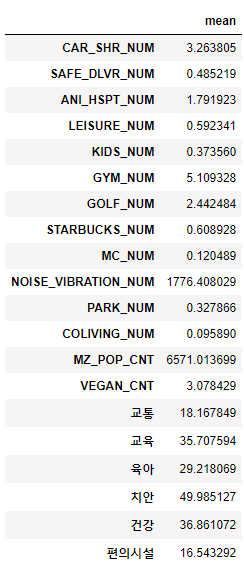 mean
CAR_SHR_NUM 3.263805
SAFE_DLVR_NUM 0.485219
ANI_HSPT_NUM 1.791923
LEISURE_NUM 0.592341
KIDS_NUM 0.373560
GYM_NUM 5.109328
GOLF_NUM 2.442484
STARBUCKS_NUM 0.608928
MC_NUM 0.120489
NOISE_VIBRATION_NUM 1776.408029
PARK_NUM 0.327866
COLIVING_NUM 0.095890
MZ_POP_CNT 6571.013699
VEGAN_CNT 3.078429
교통 18.167849
교육 35.707594
육아 29.218069
치안 49.985127
건강 36.861072
편의시설 16.543292